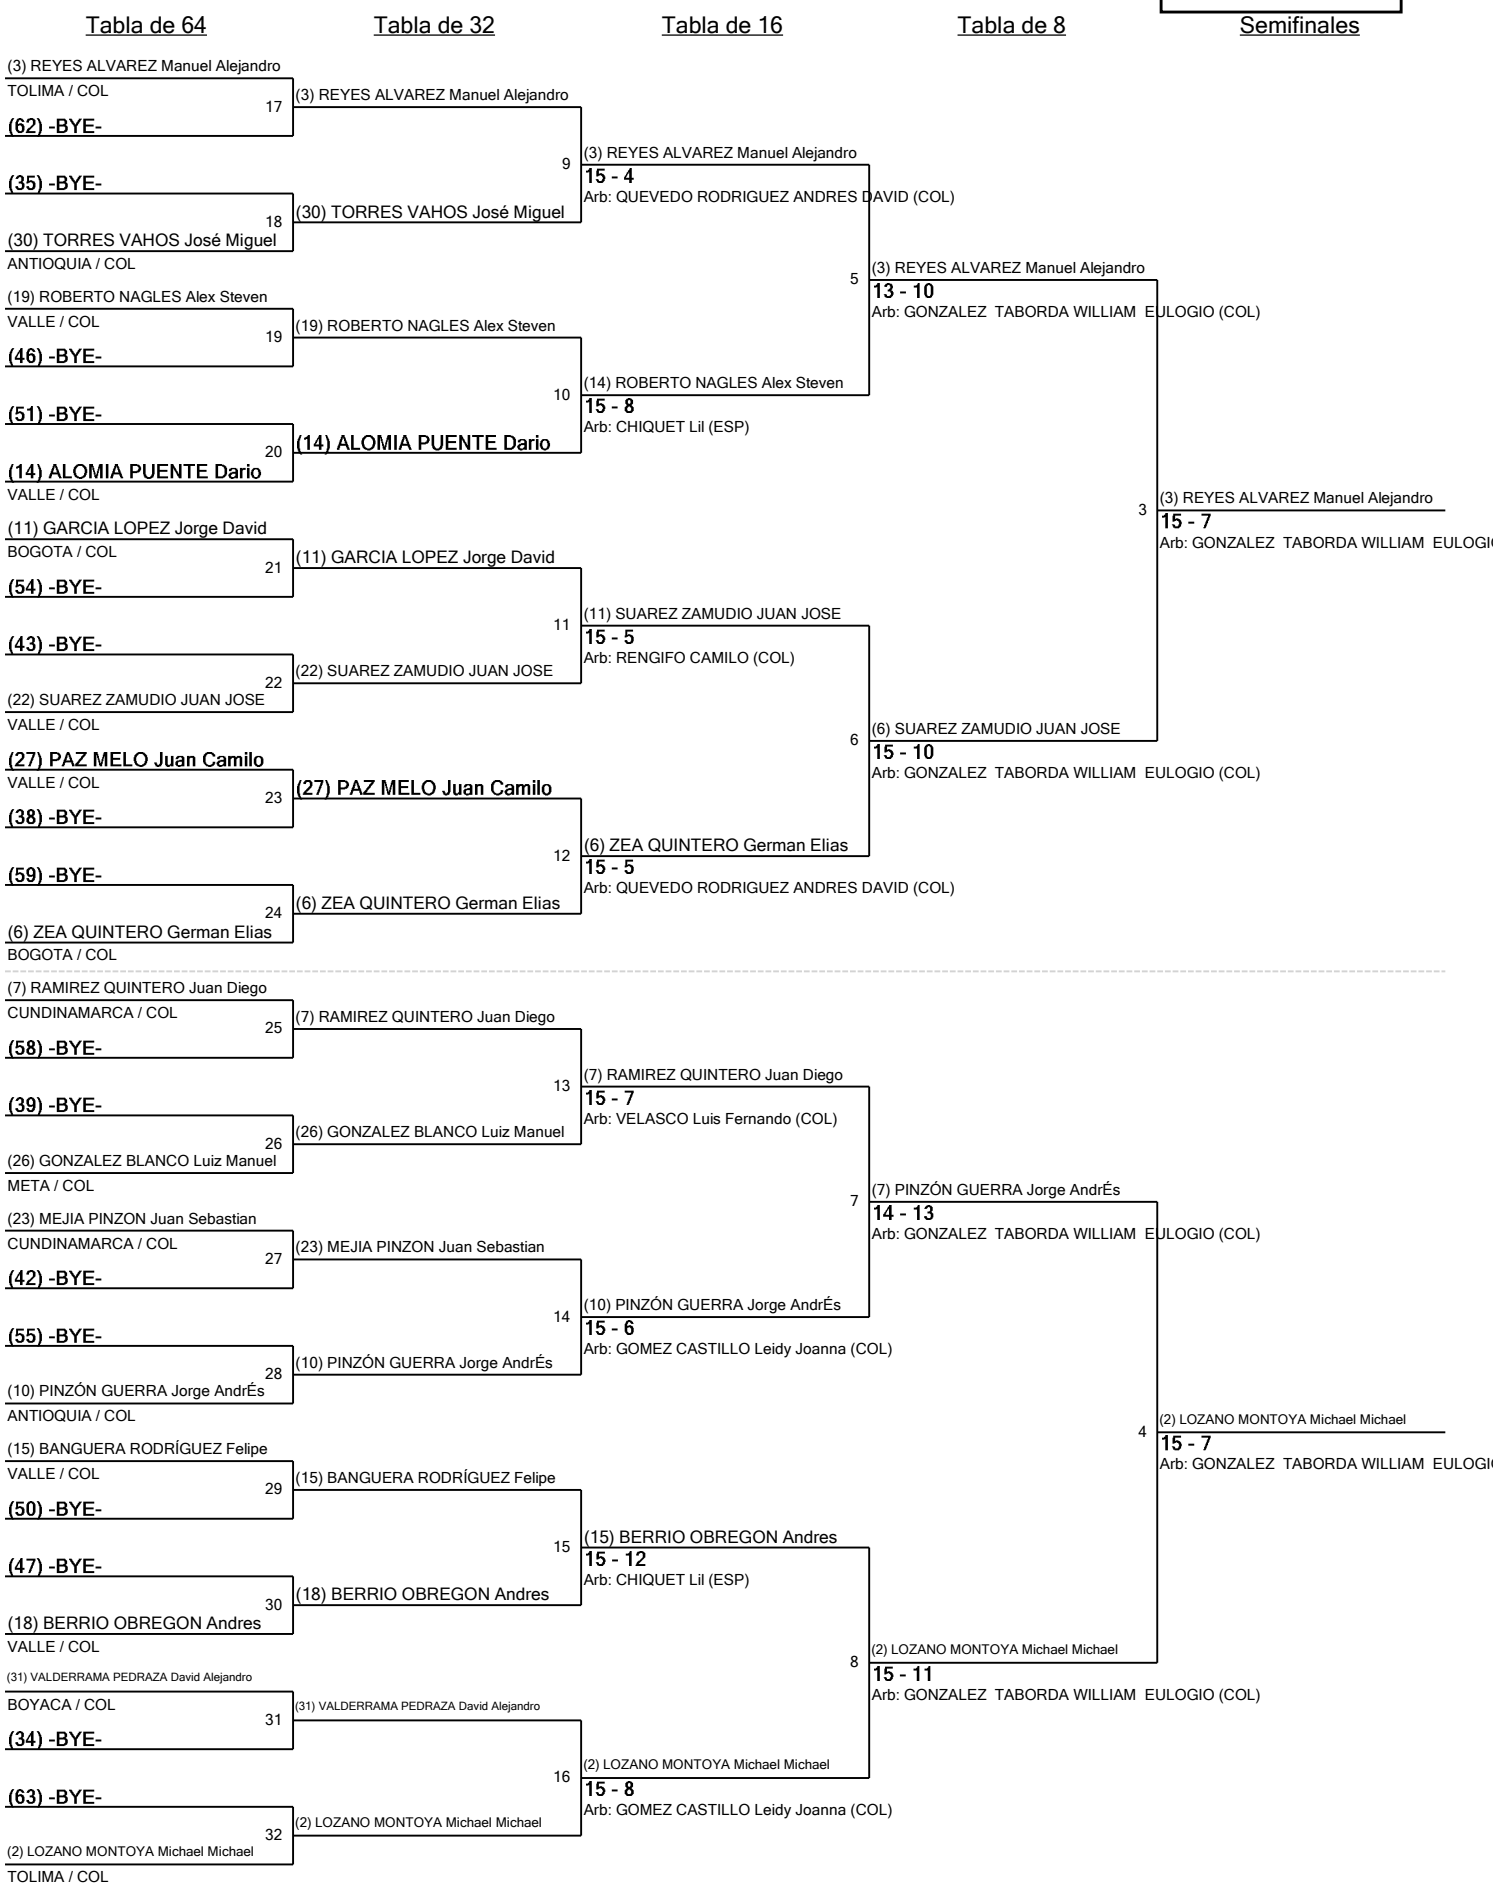 Tabla de 64
Tabla de 32
Tabla de 16
Tabla de 8
Semifinales
(3) REYES ALVAREZ Manuel Alejandro
TOLIMA / COL
17
(62) -BYE-
(35) -BYE-
18
(30) TORRES VAHOS José Miguel
ANTIOQUIA / COL
(19) ROBERTO NAGLES Alex Steven
VALLE / COL
19
(46) -BYE-
(51) -BYE-
20
(14) ALOMIA PUENTE Dario
VALLE / COL
(11) GARCIA LOPEZ Jorge David
BOGOTA / COL
21
(54) -BYE-
(43) -BYE-
22
(22) SUAREZ ZAMUDIO JUAN JOSE
VALLE / COL
(27) PAZ MELO Juan Camilo
VALLE / COL
23
(38) -BYE-
(59) -BYE-
24
(6) ZEA QUINTERO German Elias
BOGOTA / COL
(7) RAMIREZ QUINTERO Juan Diego
CUNDINAMARCA / COL
25
(58) -BYE-
(39) -BYE-
26
(26) GONZALEZ BLANCO Luiz Manuel
META / COL
(23) MEJIA PINZON Juan Sebastian
CUNDINAMARCA / COL
27
(42) -BYE-
(55) -BYE-
28
(10) PINZÓN GUERRA Jorge AndrÉs
ANTIOQUIA / COL
(15) BANGUERA RODRÍGUEZ Felipe
VALLE / COL
29
(50) -BYE-
(47) -BYE-
30
(18) BERRIO OBREGON Andres
VALLE / COL
(31) VALDERRAMA PEDRAZA David Alejandro
BOYACA / COL
31
(34) -BYE-
(63) -BYE-
32
(2) LOZANO MONTOYA Michael Michael
TOLIMA / COL
(3) REYES ALVAREZ Manuel Alejandro
9
(30) TORRES VAHOS José Miguel
(19) ROBERTO NAGLES Alex Steven
10
(14) ALOMIA PUENTE Dario
(11) GARCIA LOPEZ Jorge David
11
(22) SUAREZ ZAMUDIO JUAN JOSE
(27) PAZ MELO Juan Camilo
12
(6) ZEA QUINTERO German Elias
(7) RAMIREZ QUINTERO Juan Diego
13
(26) GONZALEZ BLANCO Luiz Manuel
(23) MEJIA PINZON Juan Sebastian
14
(10) PINZÓN GUERRA Jorge AndrÉs
(15) BANGUERA RODRÍGUEZ Felipe
15
(18) BERRIO OBREGON Andres
(31) VALDERRAMA PEDRAZA David Alejandro
16
(2) LOZANO MONTOYA Michael Michael
(3) REYES ALVAREZ Manuel Alejandro
15 - 4
Arb: QUEVEDO RODRIGUEZ ANDRES DAVID (COL)
5
(14) ROBERTO NAGLES Alex Steven
15 - 8
Arb: CHIQUET Lil (ESP)
(11) SUAREZ ZAMUDIO JUAN JOSE
15 - 5
Arb: RENGIFO CAMILO (COL)
6
(6) ZEA QUINTERO German Elias
15 - 5
Arb: QUEVEDO RODRIGUEZ ANDRES DAVID (COL)
(7) RAMIREZ QUINTERO Juan Diego
15 - 7
Arb: VELASCO Luis Fernando (COL)
7
(10) PINZÓN GUERRA Jorge AndrÉs
15 - 6
Arb: GOMEZ CASTILLO Leidy Joanna (COL)
(15) BERRIO OBREGON Andres
15 - 12
Arb: CHIQUET Lil (ESP)
8
(2) LOZANO MONTOYA Michael Michael
15 - 8
Arb: GOMEZ CASTILLO Leidy Joanna (COL)
(3) REYES ALVAREZ Manuel Alejandro
13 - 10
Arb: GONZALEZ TABORDA WILLIAM EULOGIO (COL)
3
(6) SUAREZ ZAMUDIO JUAN JOSE
15 - 10
Arb: GONZALEZ TABORDA WILLIAM EULOGIO (COL)
(7) PINZÓN GUERRA Jorge AndrÉs
14 - 13
Arb: GONZALEZ TABORDA WILLIAM EULOGIO (COL)
4
(2) LOZANO MONTOYA Michael Michael
15 - 11
Arb: GONZALEZ TABORDA WILLIAM EULOGIO (COL)
(3) REYES ALVAREZ Manuel Alejandro
15 - 7
Arb: GONZALEZ TABORDA WILLIAM
(2) LOZANO MONTOYA Michael Michael
15 - 7
Arb: GONZALEZ TABORDA WILLIAM